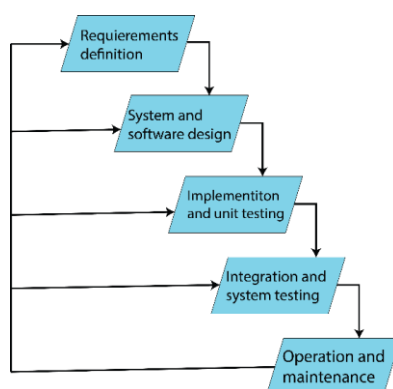 Requierements
definition
System and
software design
Implementiton
and unit testing
Integration and
system testing
Operation and
maintenance